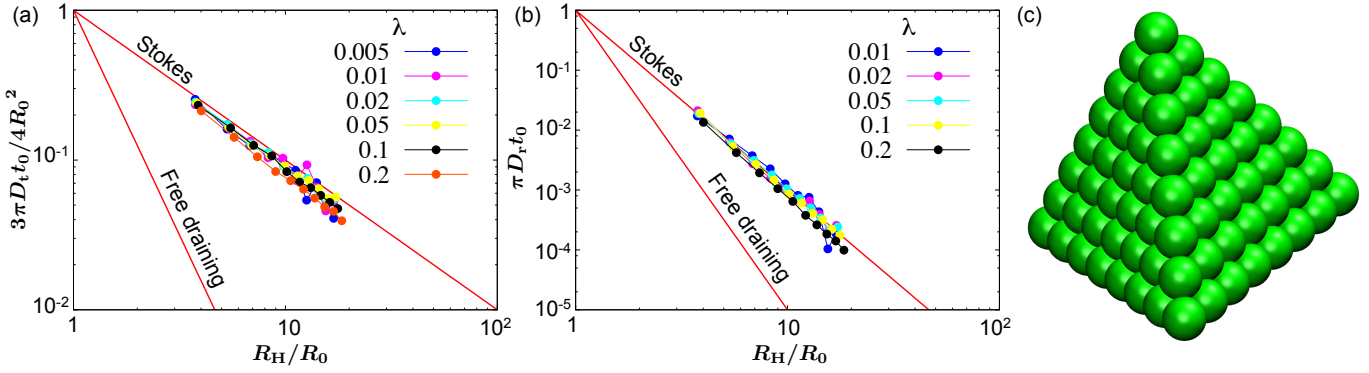 (a)
1
10⁻¹
10⁻²
3πDₜt₀/4R₀²
Stokes
Free draining
λ
0.005
0.01
0.02
0.05
0.1
0.2
1
10
10²
R_H/R₀
(b)
1
10⁻¹
10⁻²
10⁻³
10⁻⁴
10⁻⁵
πDᵣt₀
Stokes
Free draining
λ
0.01
0.02
0.05
0.1
0.2
1
10
10²
R_H/R₀
(c)